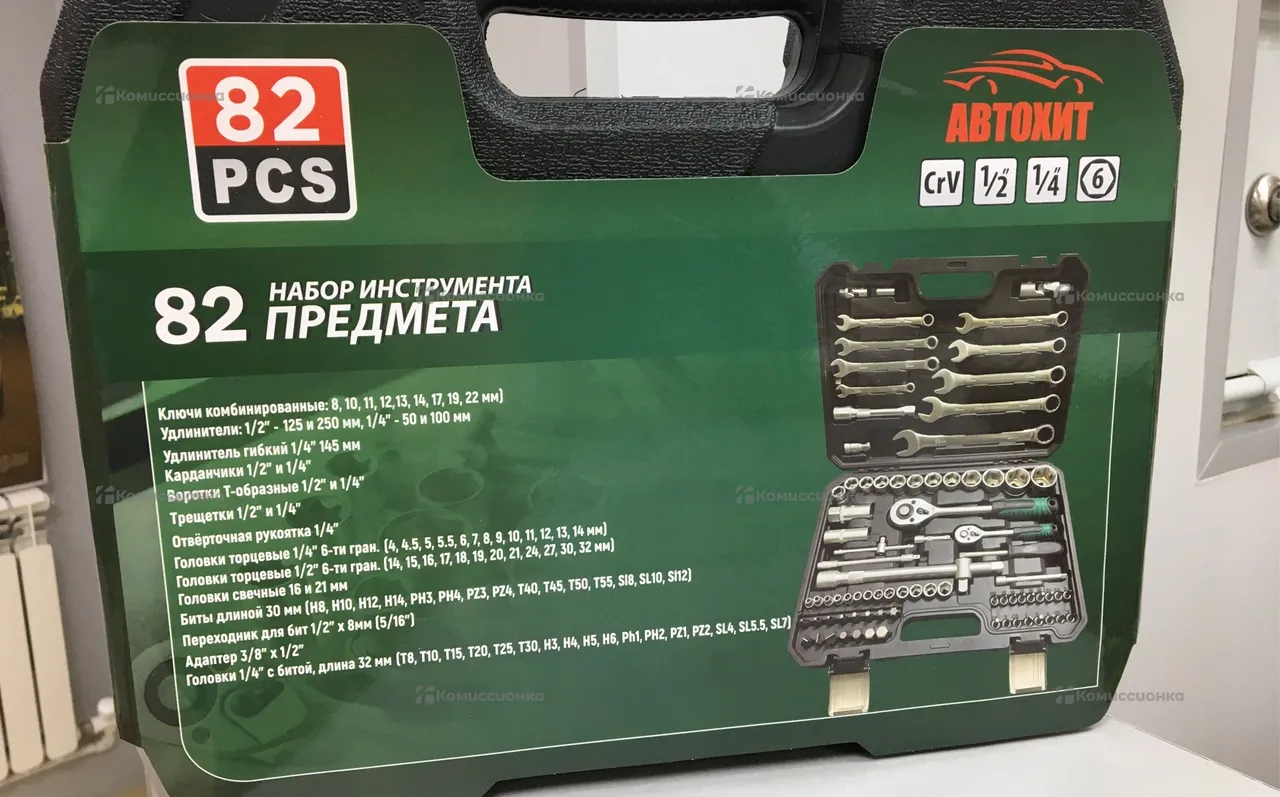 82
PCS
АВТОХИТ
CrV 1/2" 1/4" 6
82 НАБОР ИНСТРУМЕНТА
ПРЕДМЕТА
Ключи комбинированные: 8, 10, 11, 12,13, 14, 17, 19, 22 мм)
Удлинители: 1/2" - 125 и 250 мм, 1/4" - 50 и 100 мм
Удлинитель гибкий 1/4" 145 мм
Карданчики 1/2" и 1/4"
Воротки Т-образные 1/2" и 1/4"
Трещетки 1/2" и 1/4"
Отвёрточная рукоятка 1/4"
Головки торцевые 1/4" 6-ти гран. (4, 4.5, 5, 5.5, 6, 7, 8, 9, 10, 11, 12, 13, 14 мм)
Головки торцевые 1/2" 6-ти гран. (14, 15, 16, 17, 18, 19, 20, 21, 24, 27, 30, 32 мм)
Головки свечные 16 и 21 мм
Биты длиной 30 мм (H8, H10, H12, H14, PH3, PH4, PZ3, PZ4, T40, T45, T50, T55, Sl8, SL10, Sl12)
Переходник для бит 1/2" x 8мм (5/16")
Адаптер 3/8" x 1/2"
Головки 1/4" с битой, длина 32 мм (T8, T10, T15, T20, T25, T30, H3, H4, H5, H6, Ph1, PH2, PZ1, PZ2, SL4, SL5.5, SL7)
Комиссионка
Комиссионка
Комиссионка
Комиссионка
Комиссионка
Комиссионка
Комиссионка
Комиссионка